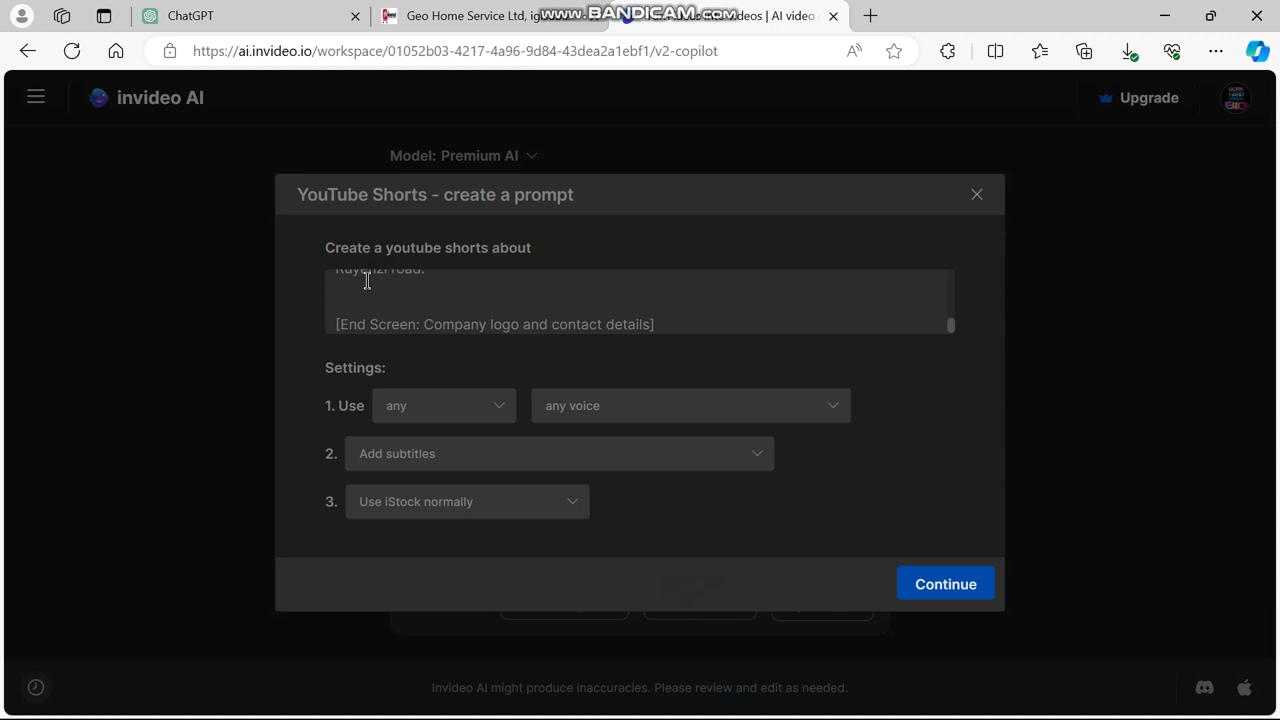 ChatGPT
Geo Home Service Ltd,
www.BANDICAM.com
videos | AI video
https://ai.invideo.io/workspace/01052b03-4217-4a96-9d84-43dea2a1ebf1/v2-copilot
invideo AI
Upgrade
Model: Premium AI
YouTube Shorts - create a prompt
Create a youtube shorts about
Ruyenzi road.
[End Screen: Company logo and contact details]
Settings:
1. Use any any voice
2. Add subtitles
3. Use iStock normally
Continue
Invideo AI might produce inaccuracies. Please review and edit as needed.